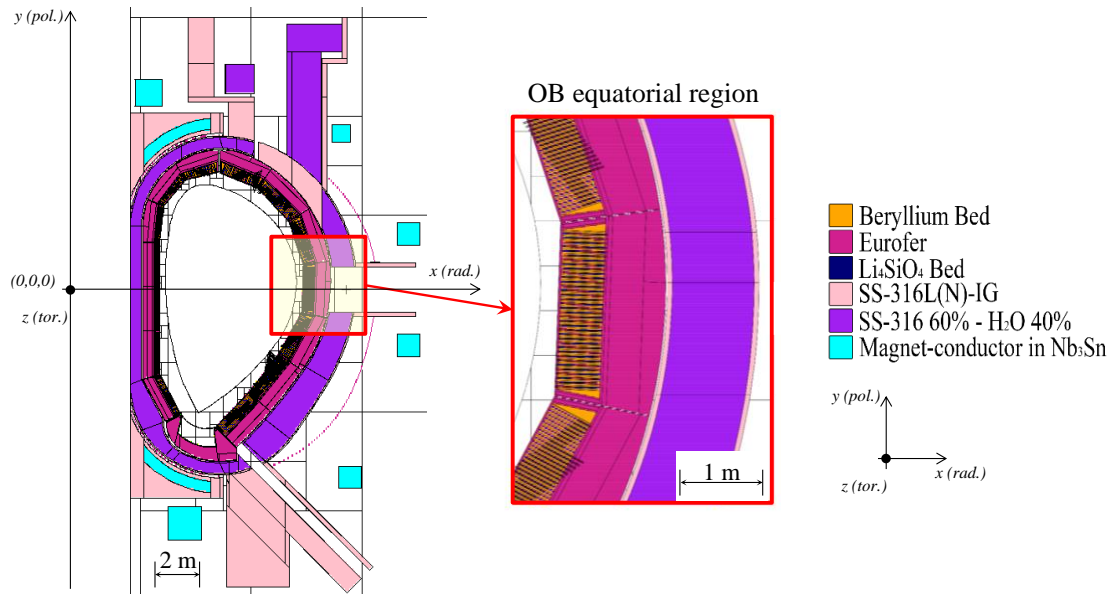 y (pol.)
OB equatorial region
(0,0,0)
x (rad.)
z (tor.)
2 m
1 m
Beryllium Bed
Eurofer
Li₄SiO₄ Bed
SS-316L(N)-IG
SS-316 60% - H₂O 40%
Magnet-conductor in Nb₃Sn
y (pol.)
x (rad.)
z (tor.)